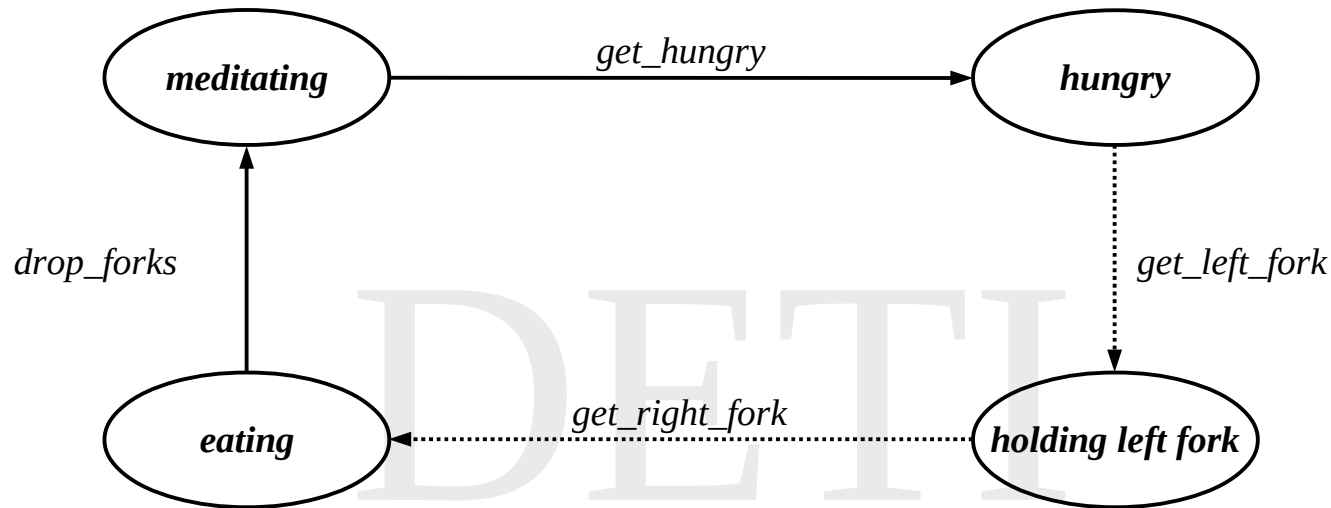 get_hungry
meditating
hungry
drop_forks
get_left_fork
get_right_fork
eating
holding left fork
DETI